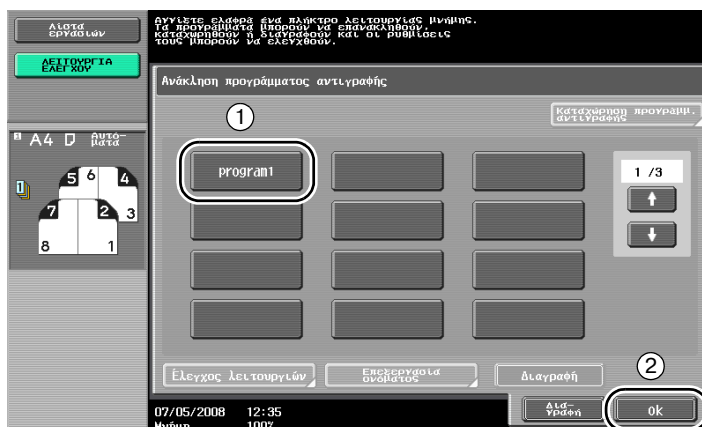 Λίστα
εργασιών
ΛΕΙΤΟΥΡΓΙΑ
ΕΛΕΓΧΟΥ
Αγγίξτε ελαφρά ένα πλήκτρο λειτουργίας μνήμης.
Τα προγράμματα μπορούν να επανακληθούν,
καταχωρηθούν ή διαγραφούν και οι ρυθμίσεις
τους μπορούν να ελεγχθούν.
Ανάκληση προγράμματος αντιγραφής
1
Καταχώρηση προγραμμ.
αντιγραφής
A4
Αυτό-
ματα
5 6 4
7 2 3
8 1
program1
1 /3
Έλεγχος λειτουργιών
Επεξεργασία
ονόματος
Διαγραφή
2
07/05/2008 12:35
Μνήμη 100%
Δια-
γραφή
ok